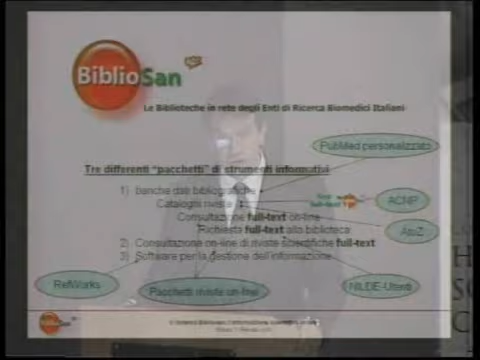 BiblioSan
Le Biblioteche in rete degli Enti di Ricerca Biomedici Italiani
PubMed personalizzato
Tre differenti "pacchetti" di strumenti informativi
1) Banche dati bibliografiche
Cataloghi riviste
ACNP
Consultazione full-text on-line
Richiesta full-text alla biblioteca
AtoZ
2) Consultazione on-line di riviste scientifiche full-text
3) Software per la gestione dell'informazione
RefWorks
Pacchetti riviste on-line
NILDE-Utenti